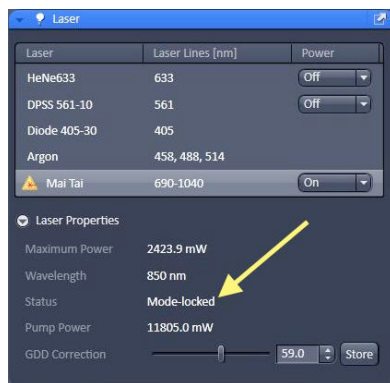 Laser
Laser Laser Lines [nm] Power
HeNe633 633 Off
DPSS 561-10 561 Off
Diode 405-30 405
Argon 458, 488, 514
Mai Tai 690-1040 On
Laser Properties
Maximum Power 2423.9 mW
Wavelength 850 nm
Status Mode-locked
Pump Power 11805.0 mW
GDD Correction 59.0 Store